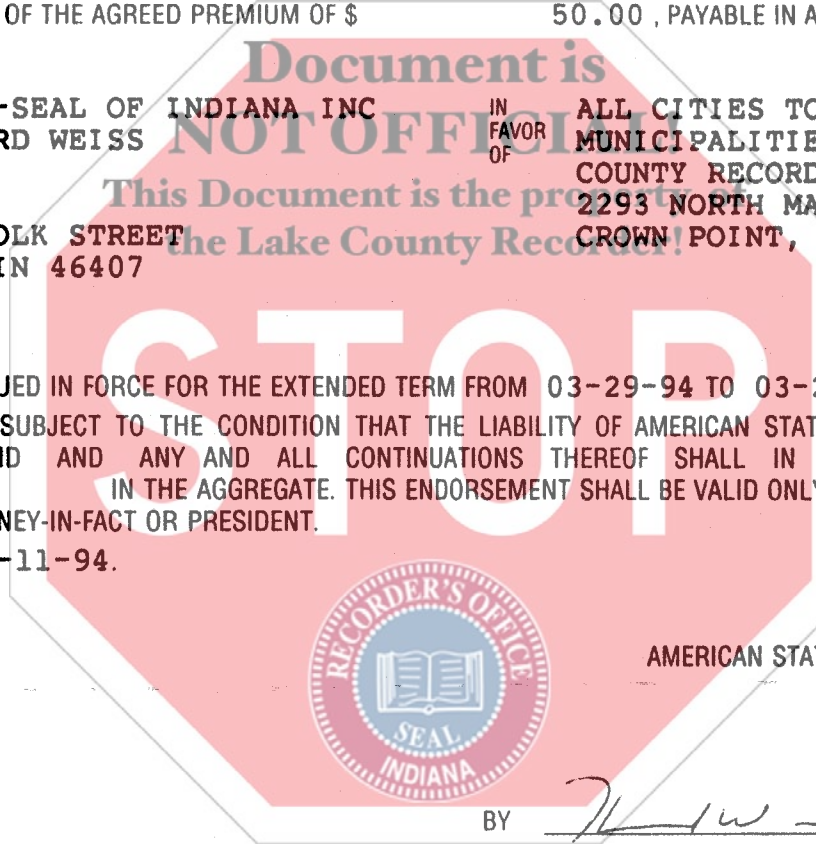 OF THE AGREED PREMIUM OF $ 50.00 , PAYABLE IN A
Document is
-SEAL OF INDIANA INC IN ALL CITIES TO
RD WEISS FAVOR MUNICIPALITIE
NOT OFFICIAL
OF COUNTY RECORD
This Document is the property of
2293 NORTH MA
OLK STREET CROWN POINT,
the Lake County Recorder!
IN 46407
STOP
UED IN FORCE FOR THE EXTENDED TERM FROM 03-29-94 TO 03-2
SUBJECT TO THE CONDITION THAT THE LIABILITY OF AMERICAN STAT
ID AND ANY AND ALL CONTINUATIONS THEREOF SHALL IN
IN THE AGGREGATE. THIS ENDORSEMENT SHALL BE VALID ONLY
NEY-IN-FACT OR PRESIDENT.
-11-94.
RECORDER'S OFFICE
SEAL
INDIANA
AMERICAN STAT
BY